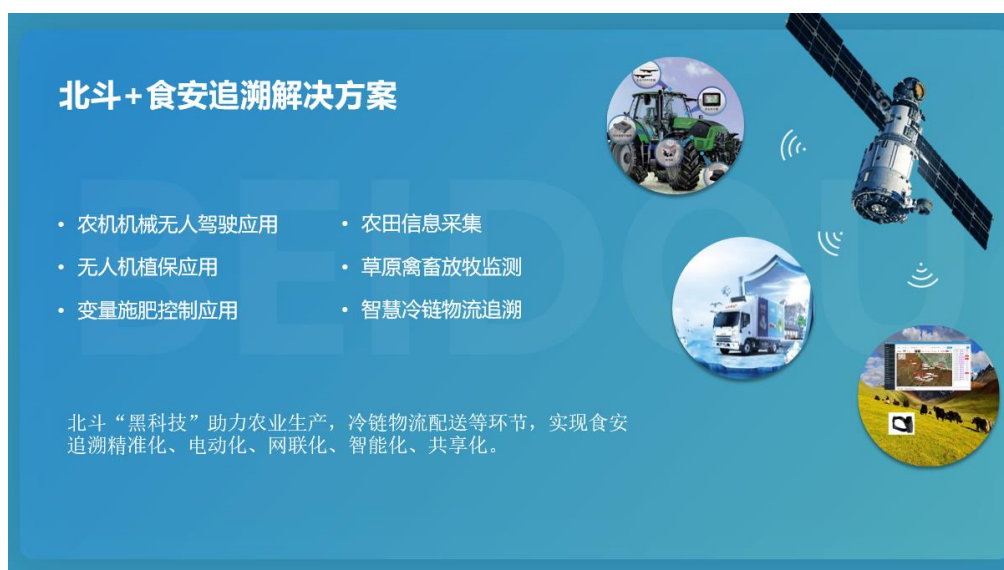 北斗+食安追溯解决方案
BEIDOU
• 农机机械无人驾驶应用
• 无人机植保应用
• 变量施肥控制应用
• 农田信息采集
• 草原禽畜放牧监测
• 智慧冷链物流追溯
北斗“黑科技”助力农业生产，冷链物流配送等环节，实现食安
追溯精准化、电动化、网联化、智能化、共享化。